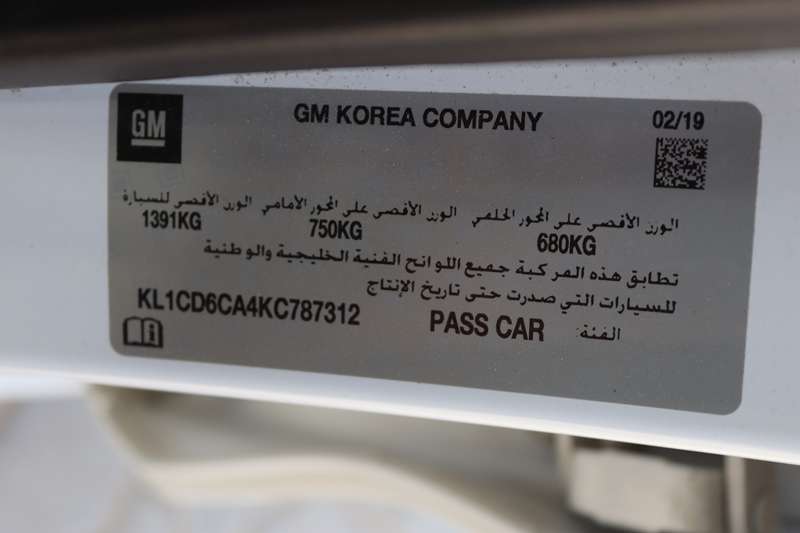 GM
GM KOREA COMPANY
02/19
الوزن الأقصى على المحور الخلفي الوزن الأقصى على المحور الأمامي الوزن الأقصى للسيارة
680KG 750KG 1391KG
تطابق هذه المركبة جميع اللوائح الفنية الخليجية والوطنية
للسيارات التي صدرت حتى تاريخ الإنتاج
KL1CD6CA4KC787312
الفئة: PASS CAR